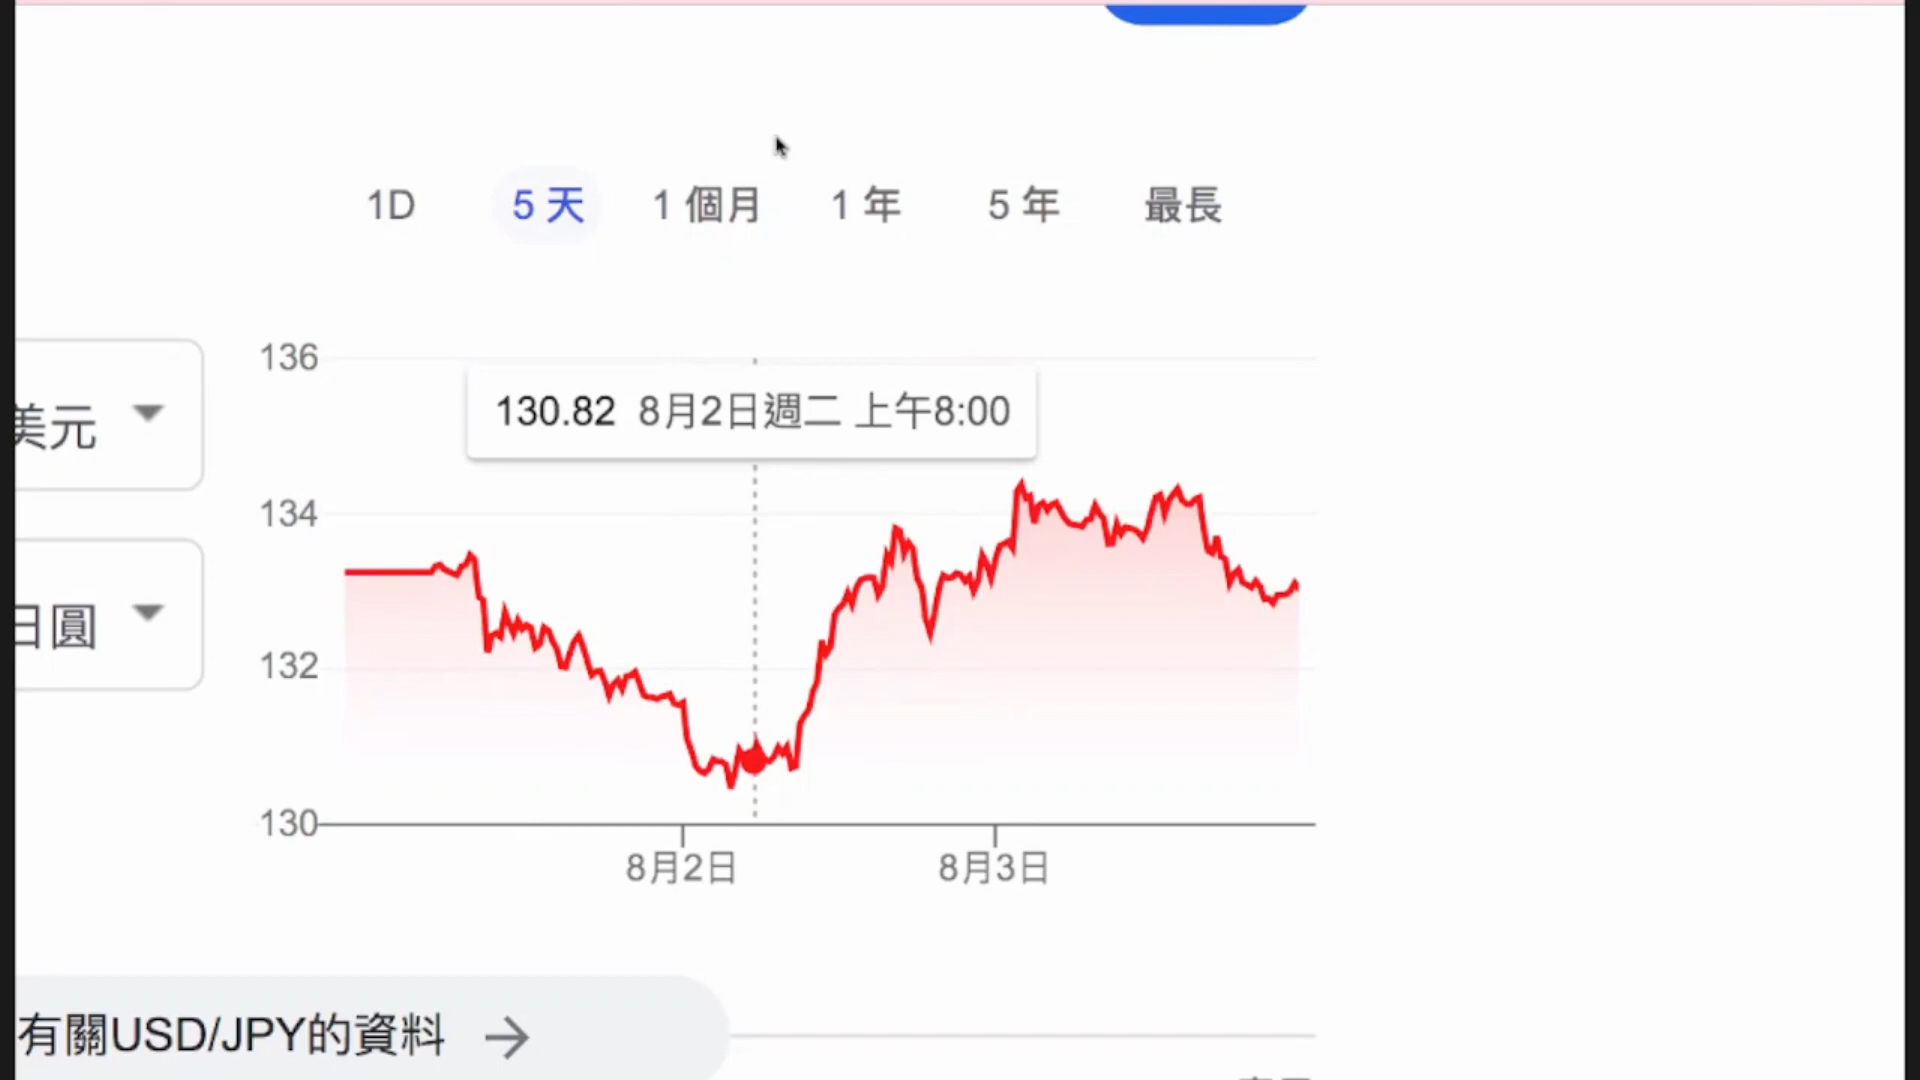 1D 5 天 1 個月 1 年 5 年 最長
136
130.82 8月2日週二 上午8:00
美元
134
日圓
132
130
8月2日 8月3日
有關USD/JPY的資料 →